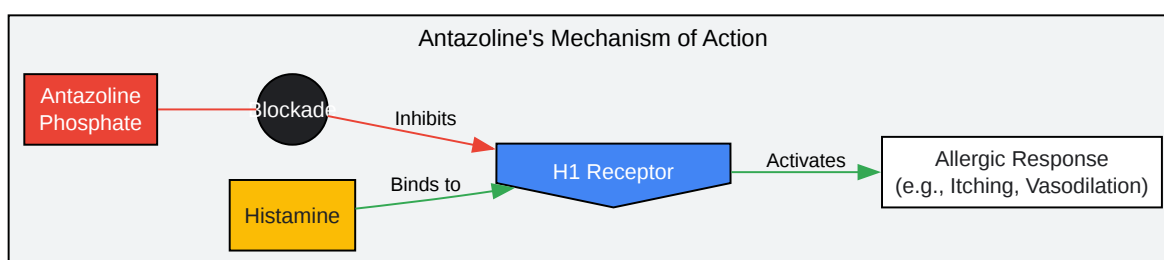 Antazoline's Mechanism of Action
Antazoline
Phosphate
Blockade
Inhibits
Histamine
Binds to
H1 Receptor
Activates
Allergic Response
(e.g., Itching, Vasodilation)